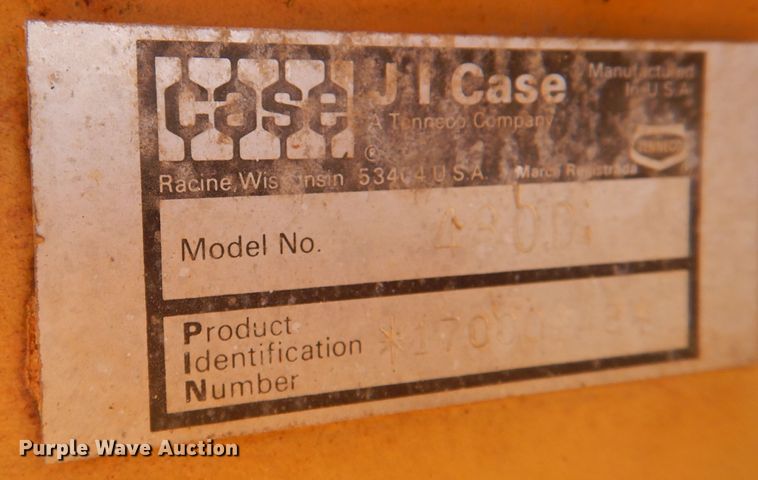 case
J I Case
A Tenneco Company
Manufactured
In U.S.A.
TENNECO
®
Racine, Wisconsin 53404 U.S.A. Marca Registrada
Model No.
Product
Identification
Number
Purple Wave Auction